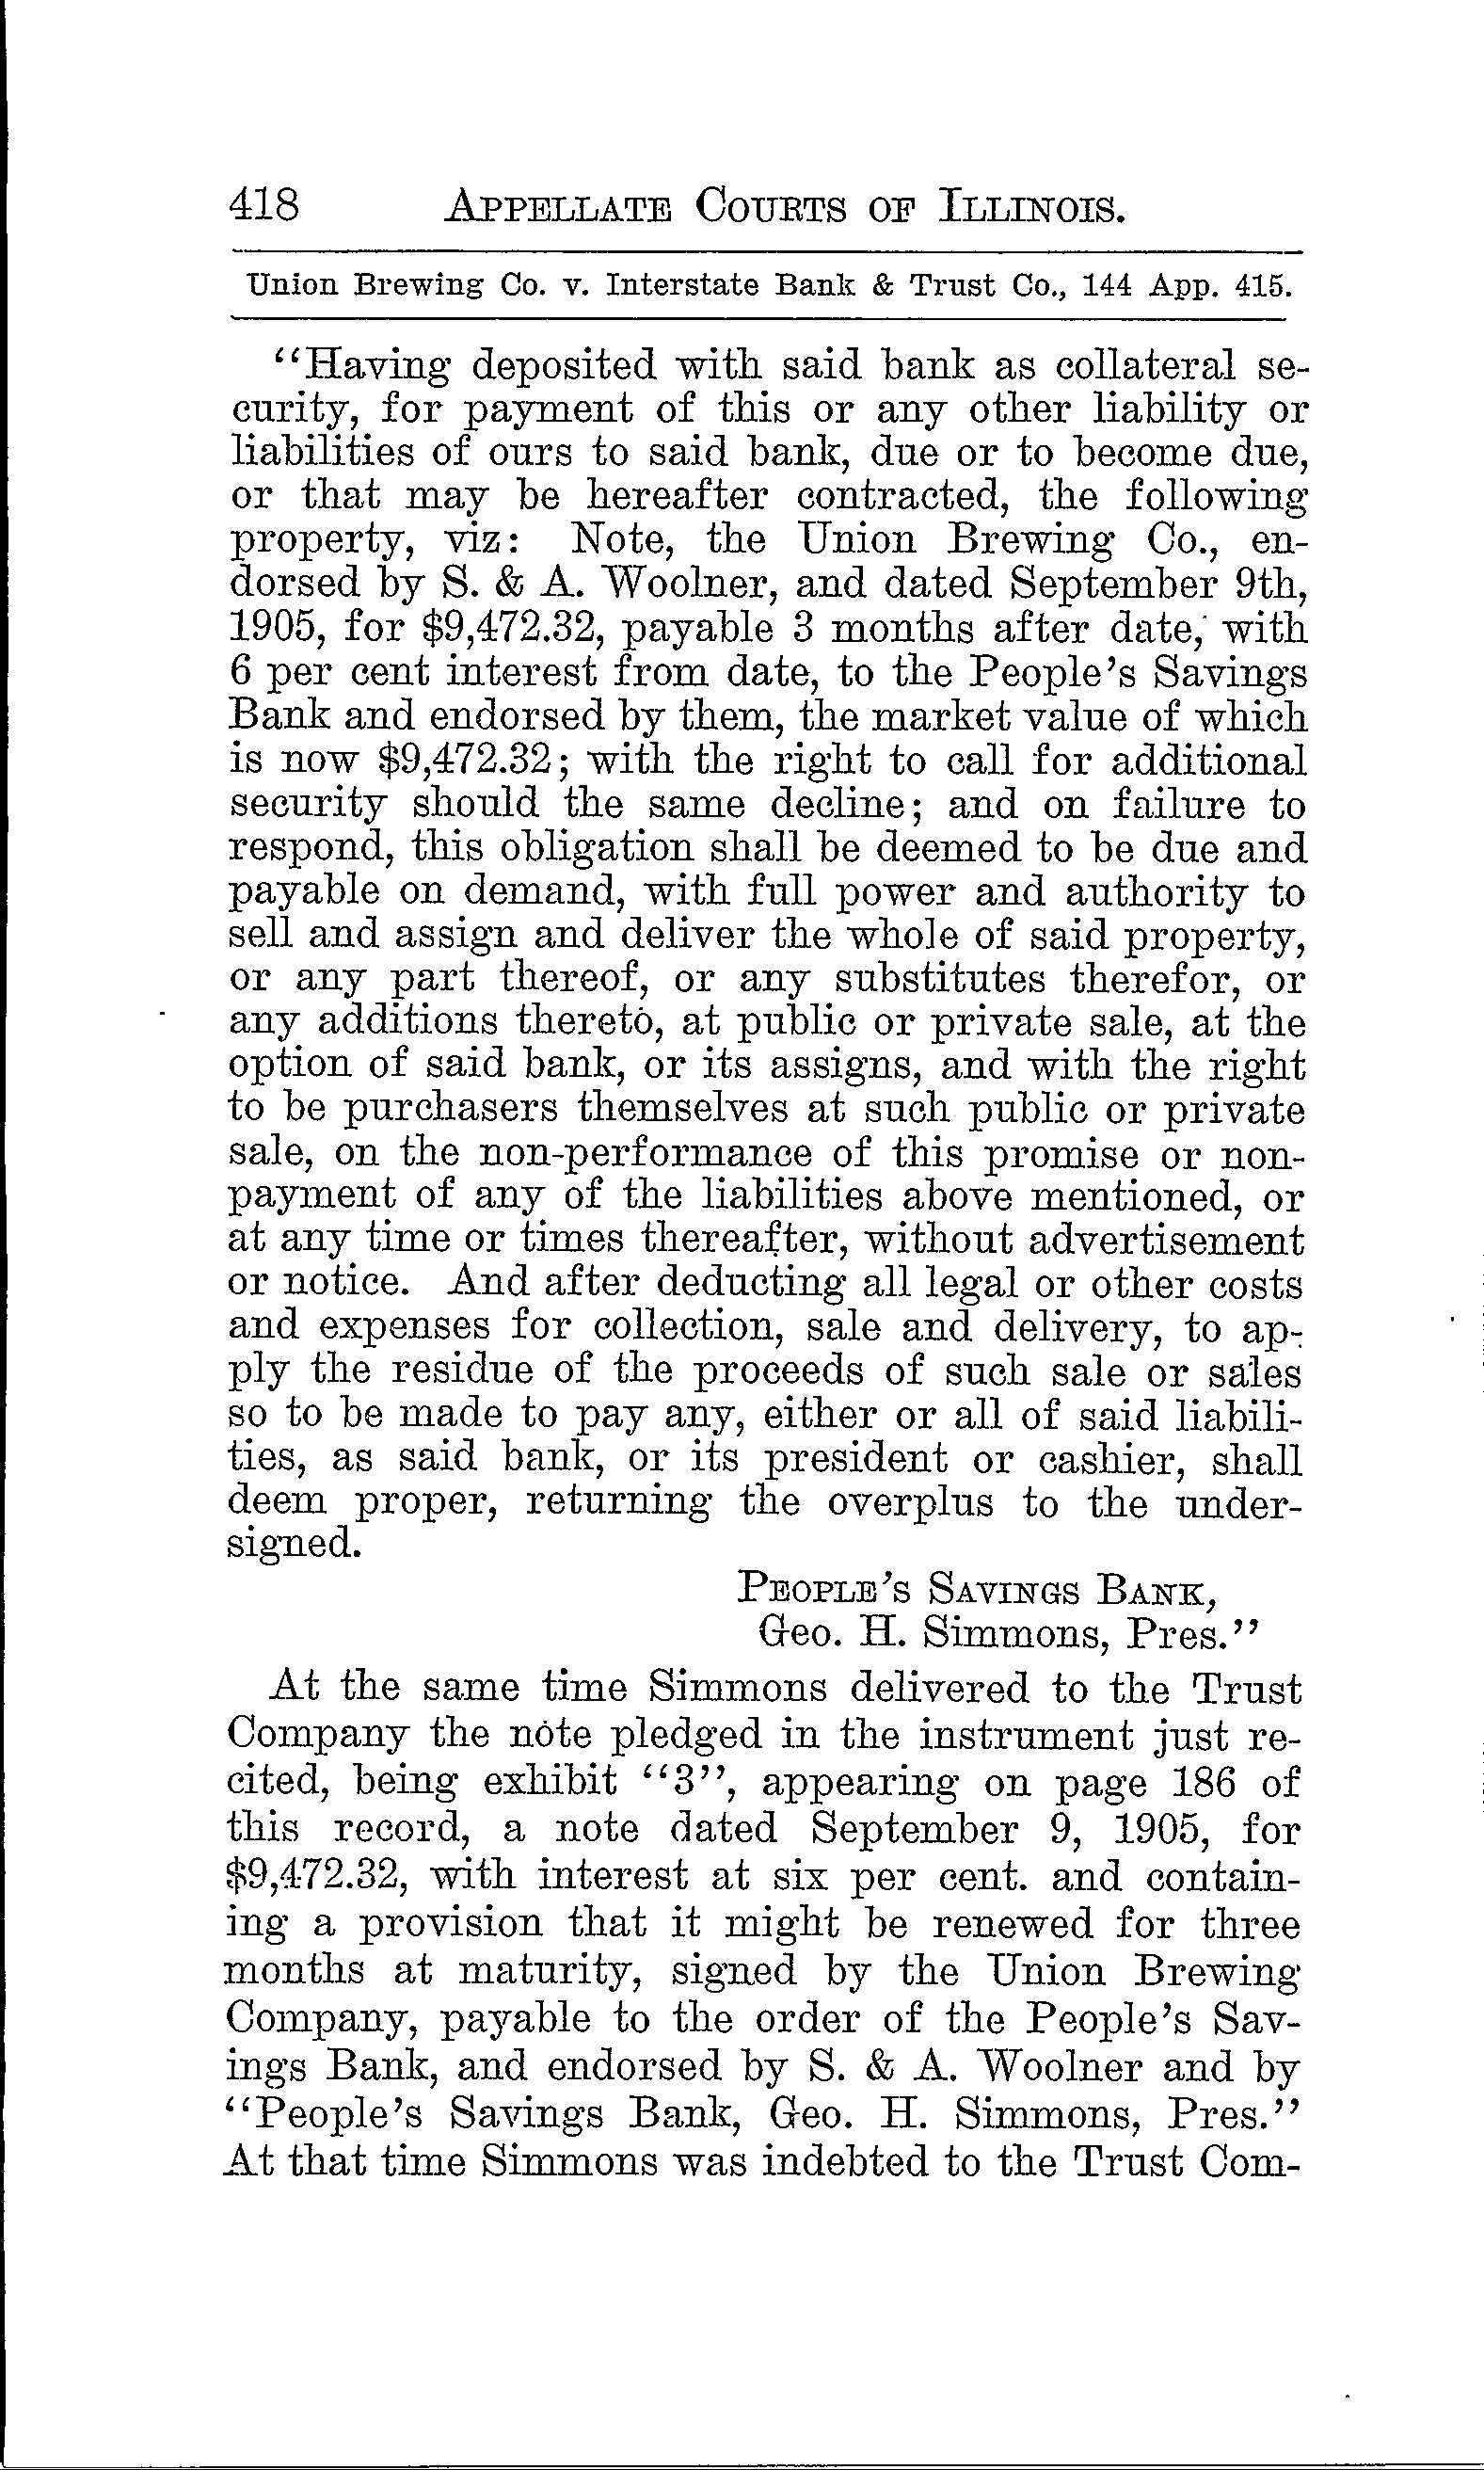 418 APPELLATE COURTS OF ILLINOIS.
Union Brewing Co. v. Interstate Bank & Trust Co., 144 App. 415.
"Having deposited with said bank as collateral se-
curity, for payment of this or any other liability or
liabilities of ours to said bank, due or to become due,
or that may be hereafter contracted, the following
property, viz: Note, the Union Brewing Co., en-
dorsed by S. & A. Woolner, and dated September 9th,
1905, for $9,472.32, payable 3 months after date, with
6 per cent interest from date, to the People's Savings
Bank and endorsed by them, the market value of which
is now $9,472.32; with the right to call for additional
security should the same decline; and on failure to
respond, this obligation shall be deemed to be due and
payable on demand, with full power and authority to
sell and assign and deliver the whole of said property,
or any part thereof, or any substitutes therefor, or
any additions thereto, at public or private sale, at the
option of said bank, or its assigns, and with the right
to be purchasers themselves at such public or private
sale, on the non-performance of this promise or non-
payment of any of the liabilities above mentioned, or
at any time or times thereafter, without advertisement
or notice. And after deducting all legal or other costs
and expenses for collection, sale and delivery, to ap-
ply the residue of the proceeds of such sale or sales
so to be made to pay any, either or all of said liabili-
ties, as said bank, or its president or cashier, shall
deem proper, returning the overplus to the under-
signed.
PEOPLE'S SAVINGS BANK,
Geo. H. Simmons, Pres."
At the same time Simmons delivered to the Trust
Company the note pledged in the instrument just re-
cited, being exhibit "3", appearing on page 186 of
this record, a note dated September 9, 1905, for
$9,472.32, with interest at six per cent. and contain-
ing a provision that it might be renewed for three
months at maturity, signed by the Union Brewing
Company, payable to the order of the People's Sav-
ings Bank, and endorsed by S. & A. Woolner and by
"People's Savings Bank, Geo. H. Simmons, Pres."
At that time Simmons was indebted to the Trust Com-